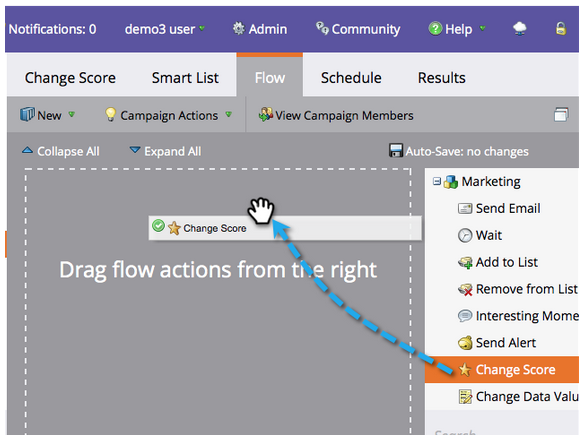 Notifications: 0 demo3 user Admin Community Help
Change Score Smart List Flow Schedule Results
New Campaign Actions View Campaign Members
Collapse All Expand All Auto-Save: no changes
Marketing
Send Email
Change Score
Wait
Drag flow actions from the right
Add to List
Remove from List
Interesting Mome
Send Alert
Change Score
Change Data Valu
Search